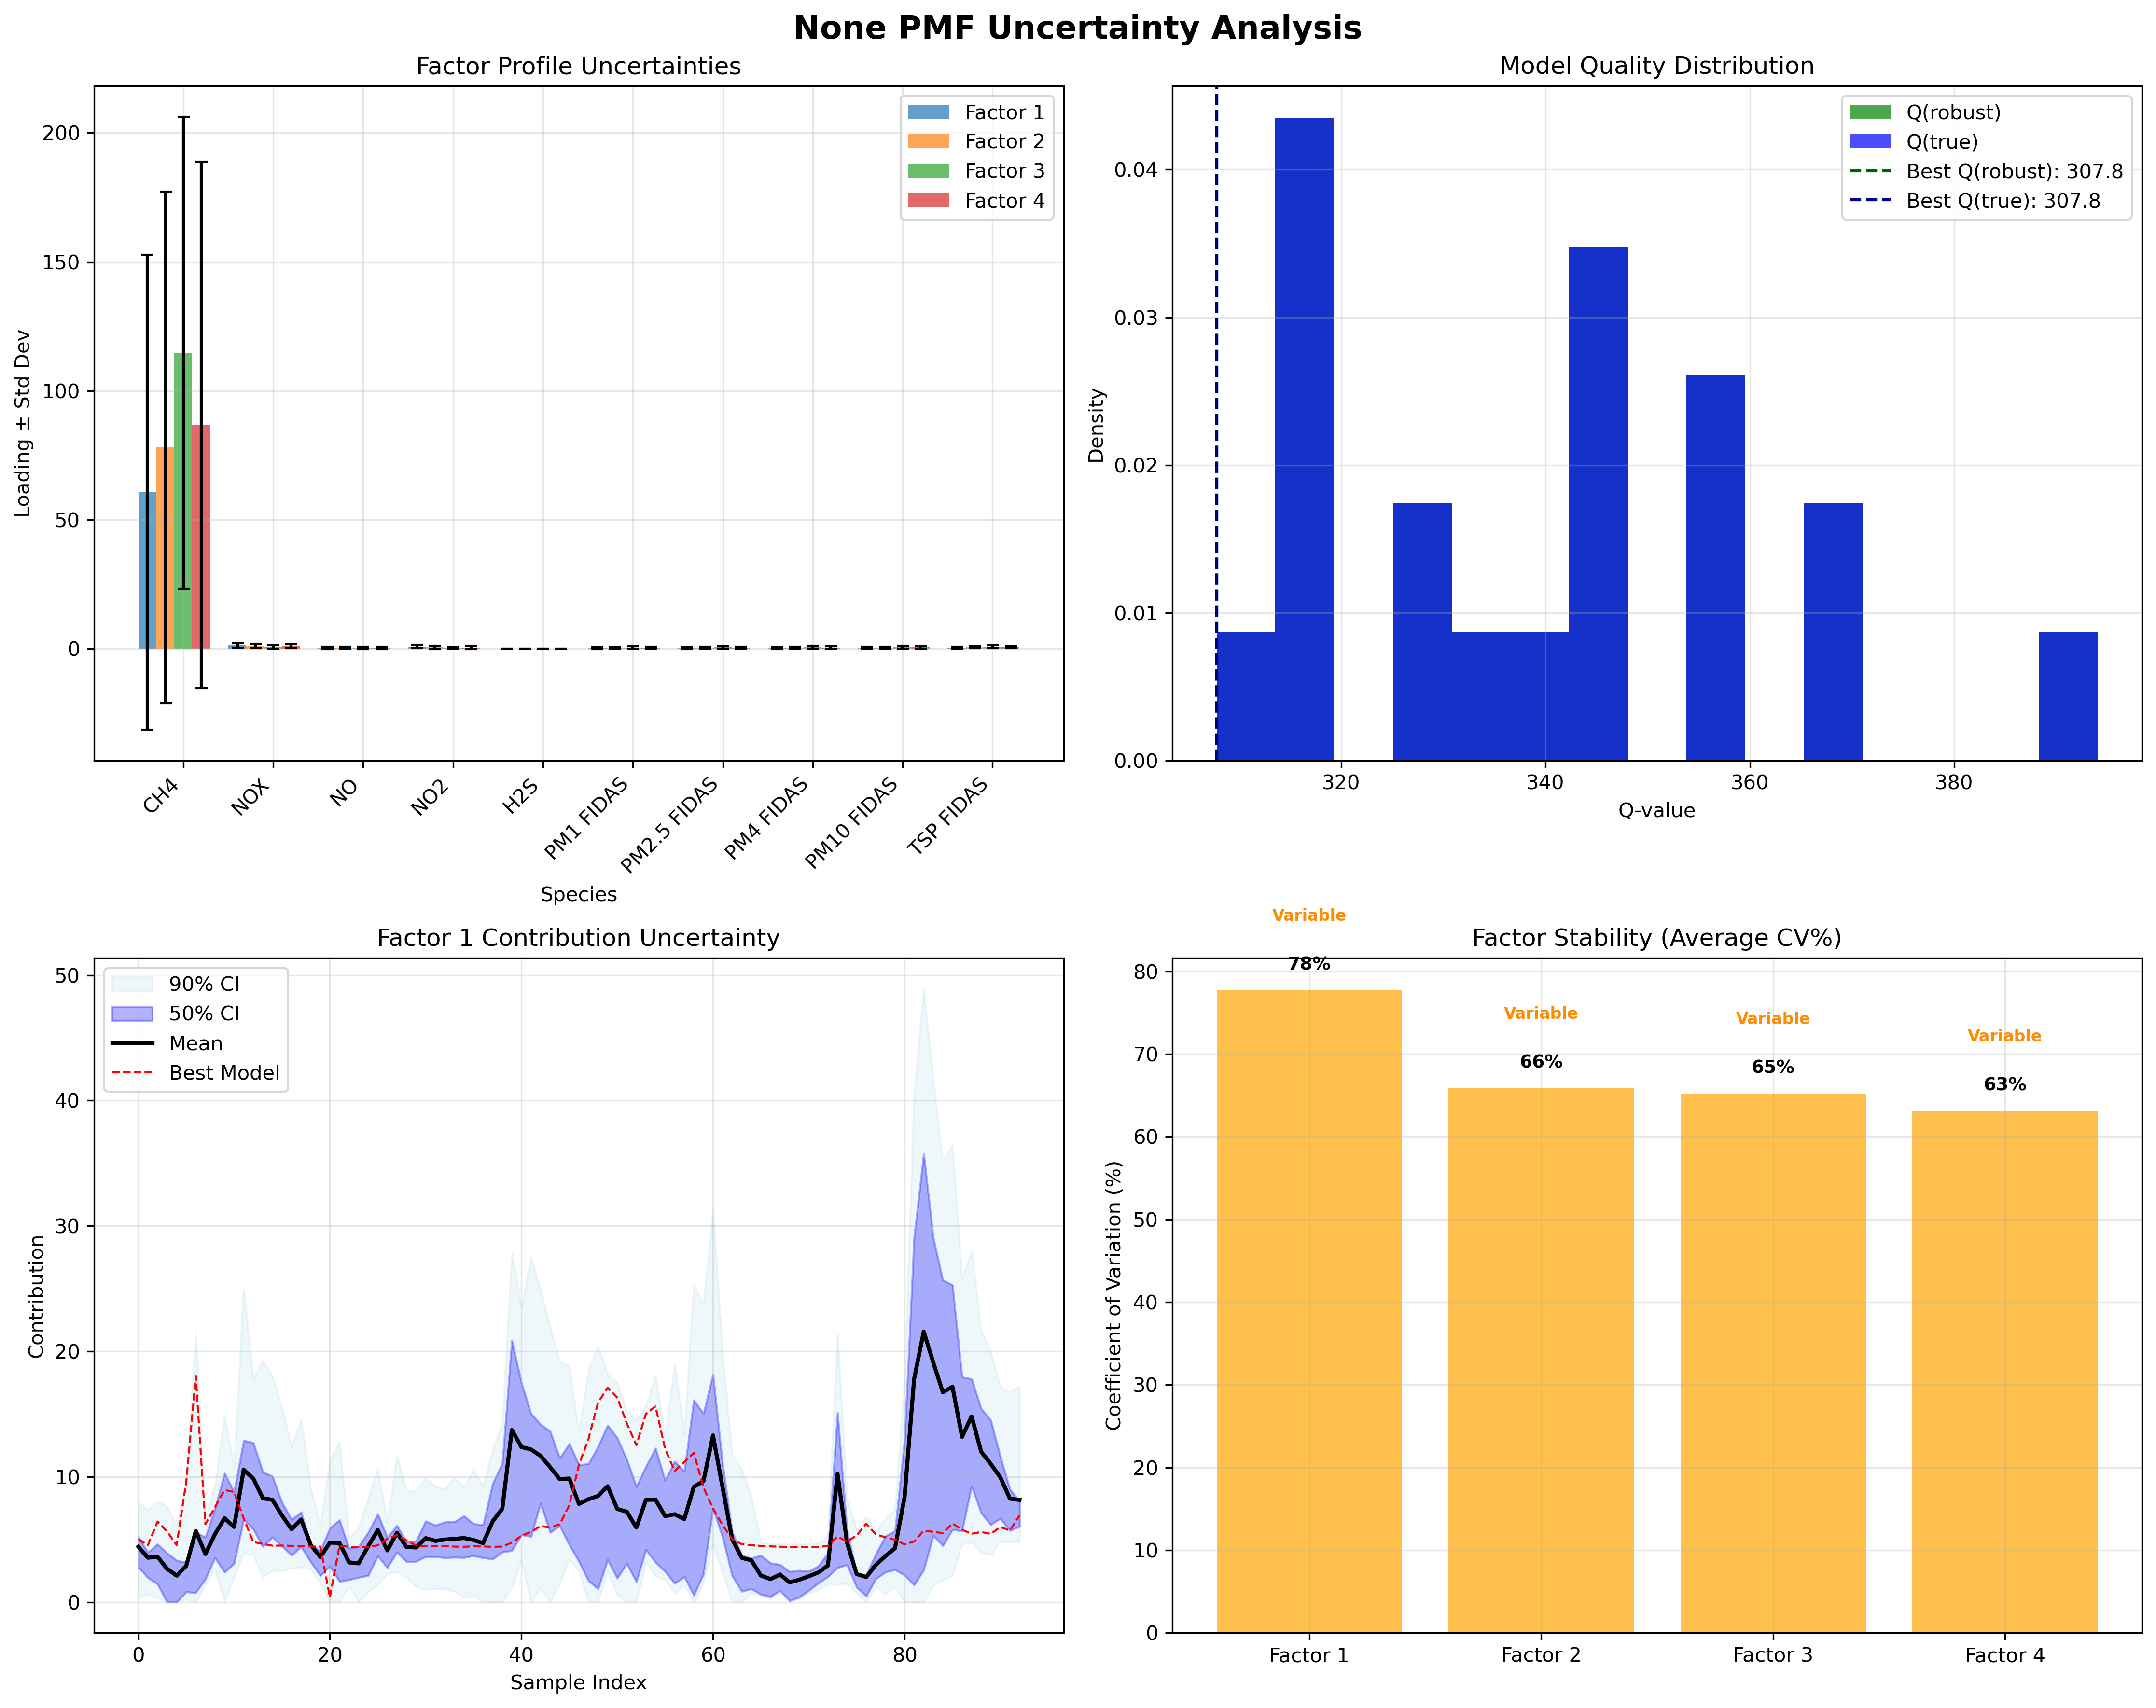 None PMF Uncertainty Analysis
Factor Profile Uncertainties
Loading ± Std Dev
200
150
100
50
0
Factor 1
Factor 2
Factor 3
Factor 4
CH4
NOX
NO
NO2
H2S
PM1 FIDAS
PM2.5 FIDAS
PM4 FIDAS
PM10 FIDAS
TSP FIDAS
Species
Model Quality Distribution
Density
0.04
0.03
0.02
0.01
0.00
Q(robust)
Q(true)
Best Q(robust): 307.8
Best Q(true): 307.8
320
340
360
380
Q-value
Factor 1 Contribution Uncertainty
Contribution
50
40
30
20
10
0
90% CI
50% CI
Mean
Best Model
0
20
40
60
80
Sample Index
Variable
Factor Stability (Average CV%)
Coefficient of Variation (%)
80
70
60
50
40
30
20
10
0
78%
Variable
66%
Variable
65%
Variable
63%
Factor 1
Factor 2
Factor 3
Factor 4